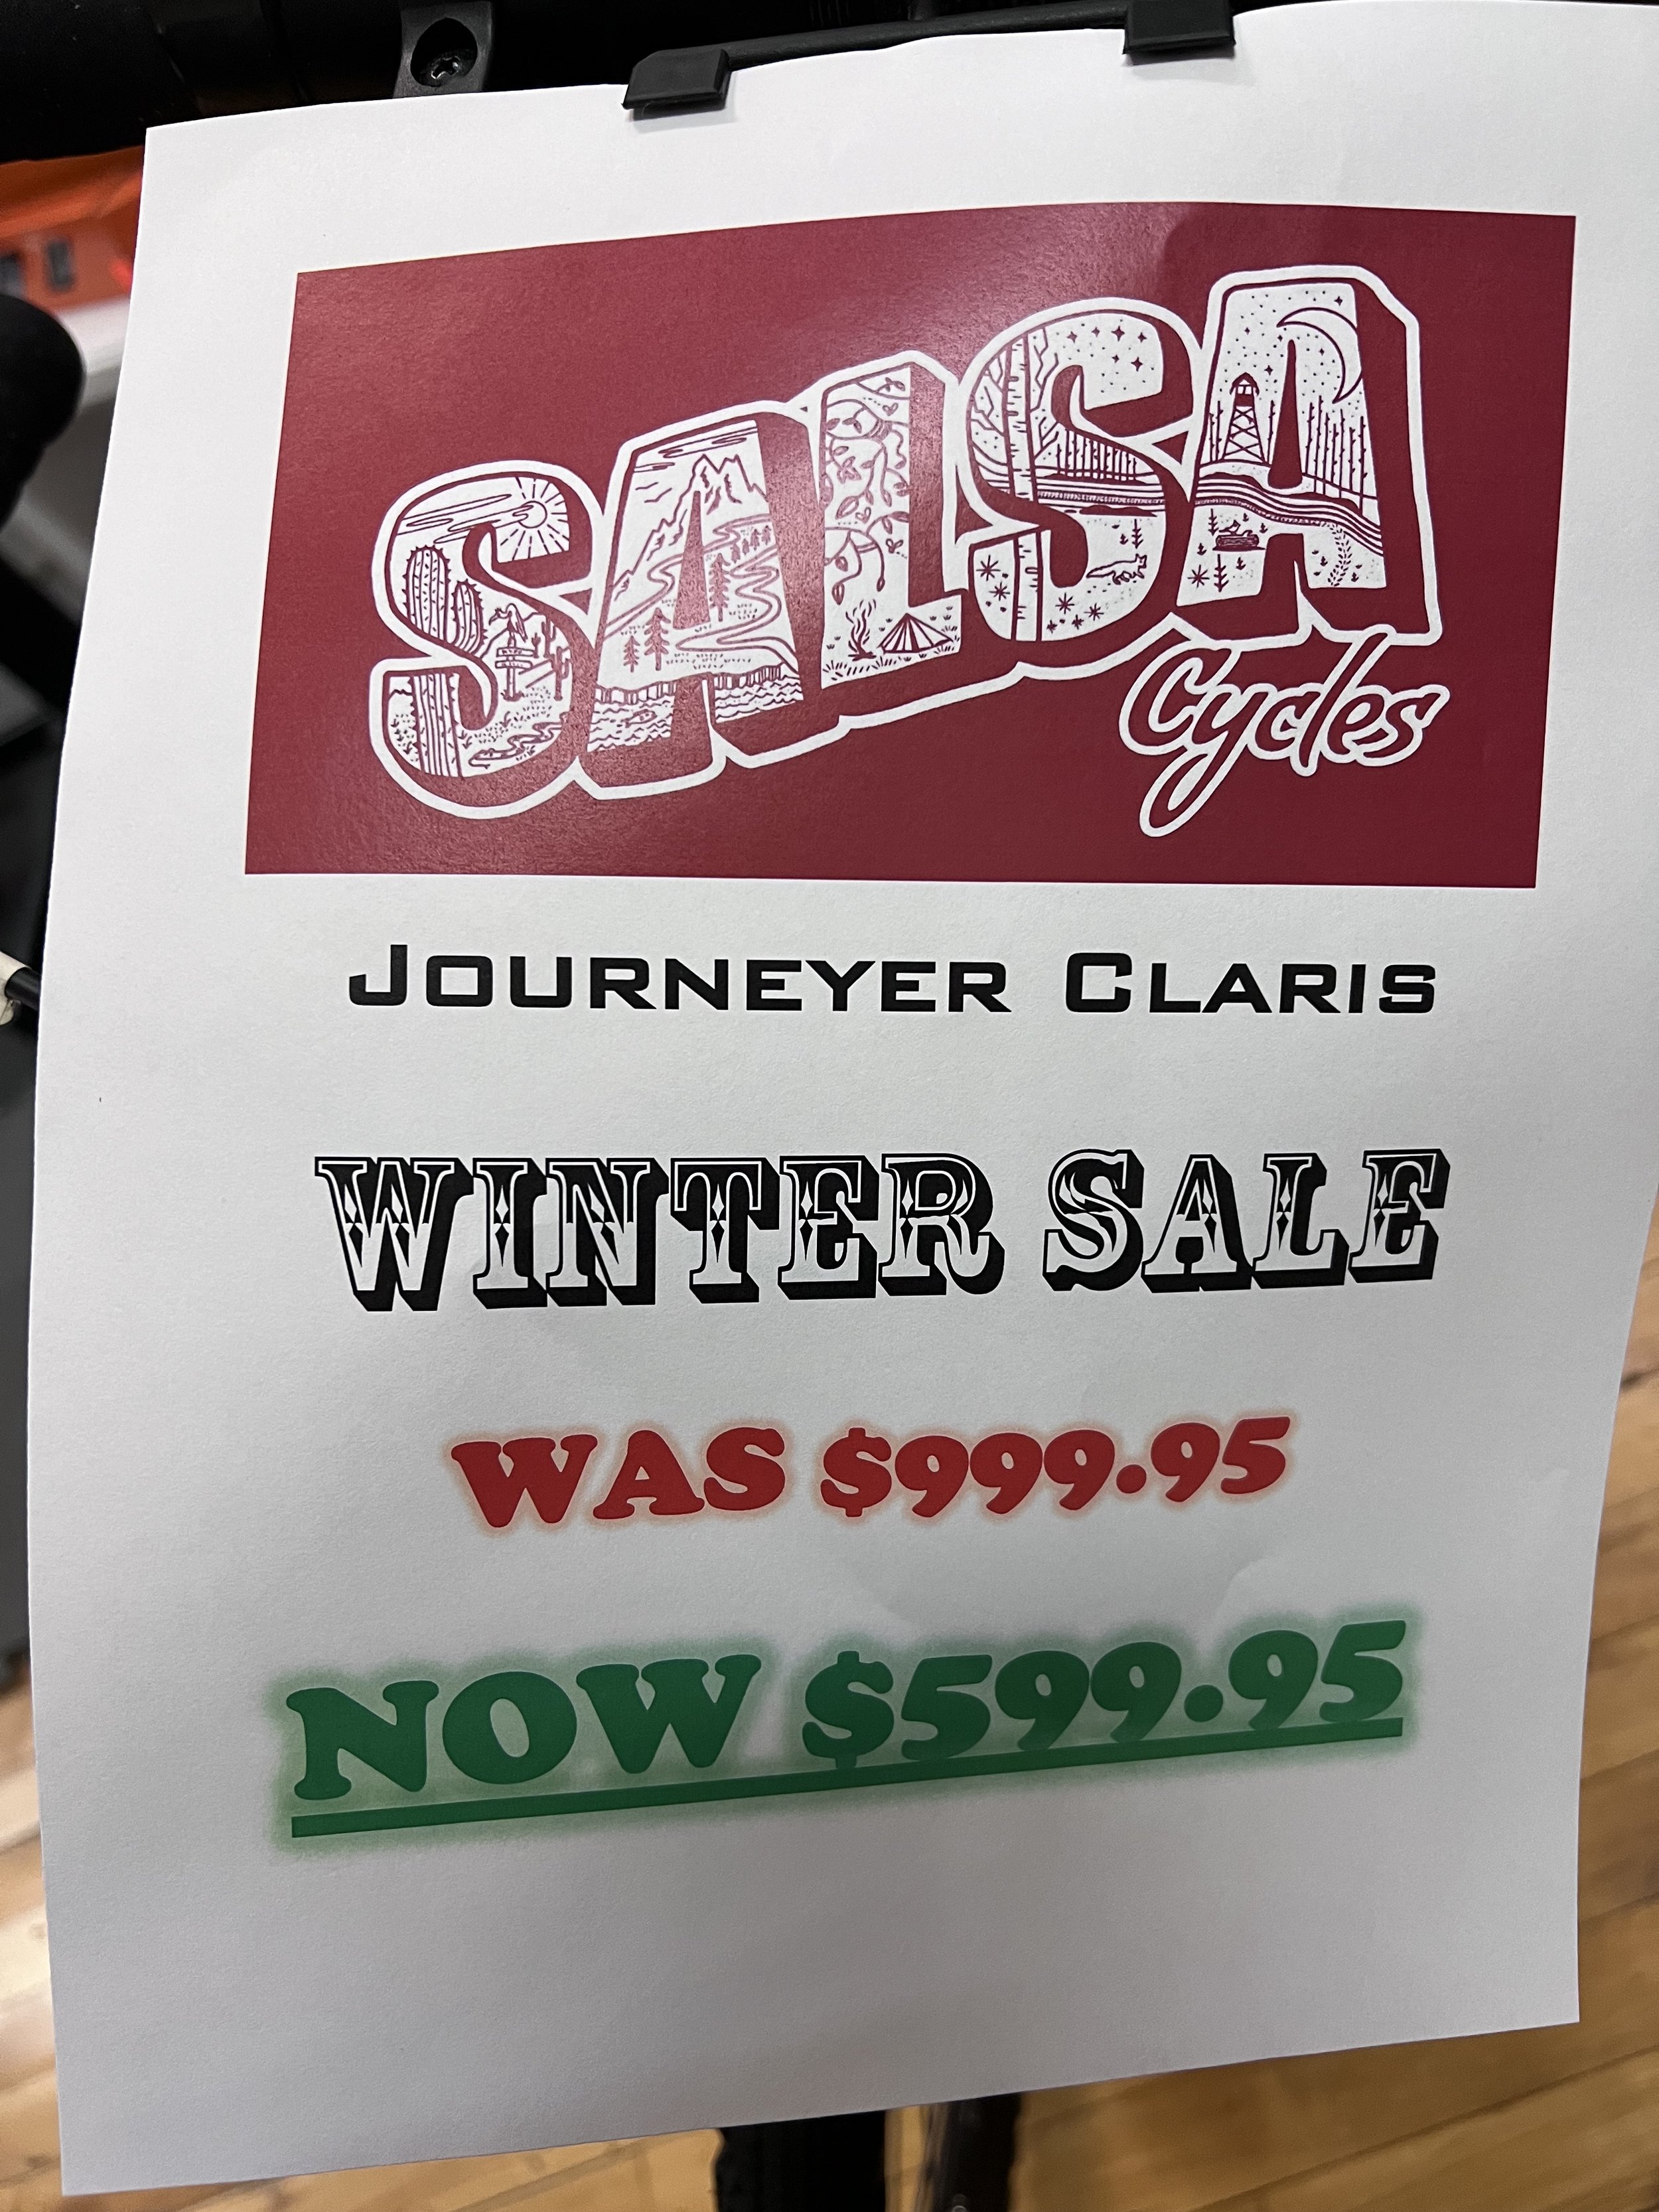 SALSA
Cycles
JOURNEYER CLARIS
WINTER SALE
WAS $999.95
NOW $599.95